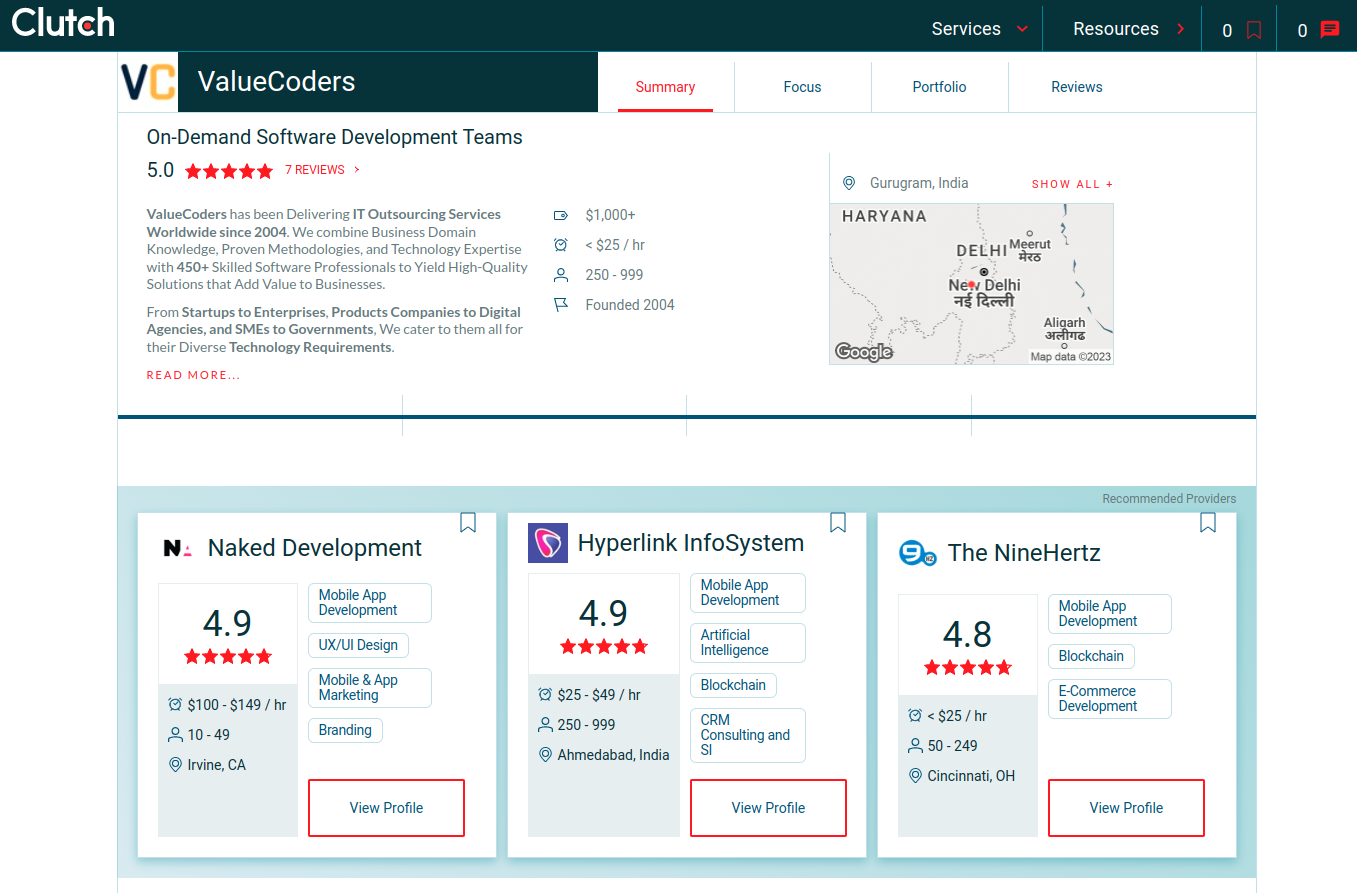 Clutch
Services
Resources
0
0
VC
ValueCoders
Summary
Focus
Portfolio
Reviews
On-Demand Software Development Teams
5.0
7 REVIEWS
ValueCoders has been Delivering IT Outsourcing Services
Worldwide since 2004. We combine Business Domain
Knowledge, Proven Methodologies, and Technology Expertise
with 450+ Skilled Software Professionals to Yield High-Quality
Solutions that Add Value to Businesses.
From Startups to Enterprises, Products Companies to Digital
Agencies, and SMEs to Governments, We cater to them all for
their Diverse Technology Requirements.
READ MORE...
$1,000+
< $25 / hr
250 - 999
Founded 2004
Gurugram, India
SHOW ALL +
HARYANA
DELHI
Meerut
मेरठ
New Delhi
नई दिल्ली
Aligarh
अलीगढ
Google
Map data ©2023
Recommended Providers
Naked Development
4.9
$100 - $149 / hr
10 - 49
Irvine, CA
Mobile App
Development
UX/UI Design
Mobile & App
Marketing
Branding
View Profile
Hyperlink InfoSystem
4.9
$25 - $49 / hr
250 - 999
Ahmedabad, India
Mobile App
Development
Artificial
Intelligence
Blockchain
CRM
Consulting and
SI
View Profile
9 HZ
The NineHertz
4.8
< $25 / hr
50 - 249
Cincinnati, OH
Mobile App
Development
Blockchain
E-Commerce
Development
View Profile